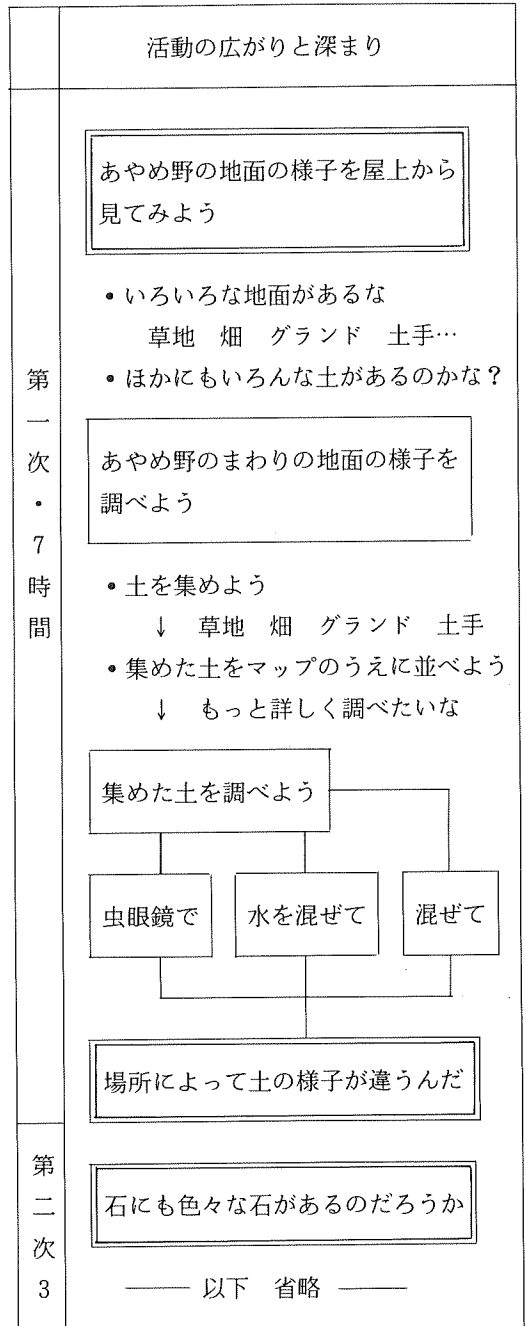 活動の広がりと深まり
第一次・7時間
あやめ野の地面の様子を屋上から
見てみよう
•いろいろな地面があるな
草地 畑 グランド 土手…
•ほかにもいろんな土があるのかな？
あやめ野のまわりの地面の様子を
調べよう
•土を集めよう
↓ 草地 畑 グランド 土手
•集めた土をマップのうえに並べよう
↓ もっと詳しく調べたいな
集めた土を調べよう
虫眼鏡で 水を混ぜて 混ぜて
場所によって土の様子が違うんだ
第二次3
石にも色々な石があるのだろうか
―― 以下 省略 ――